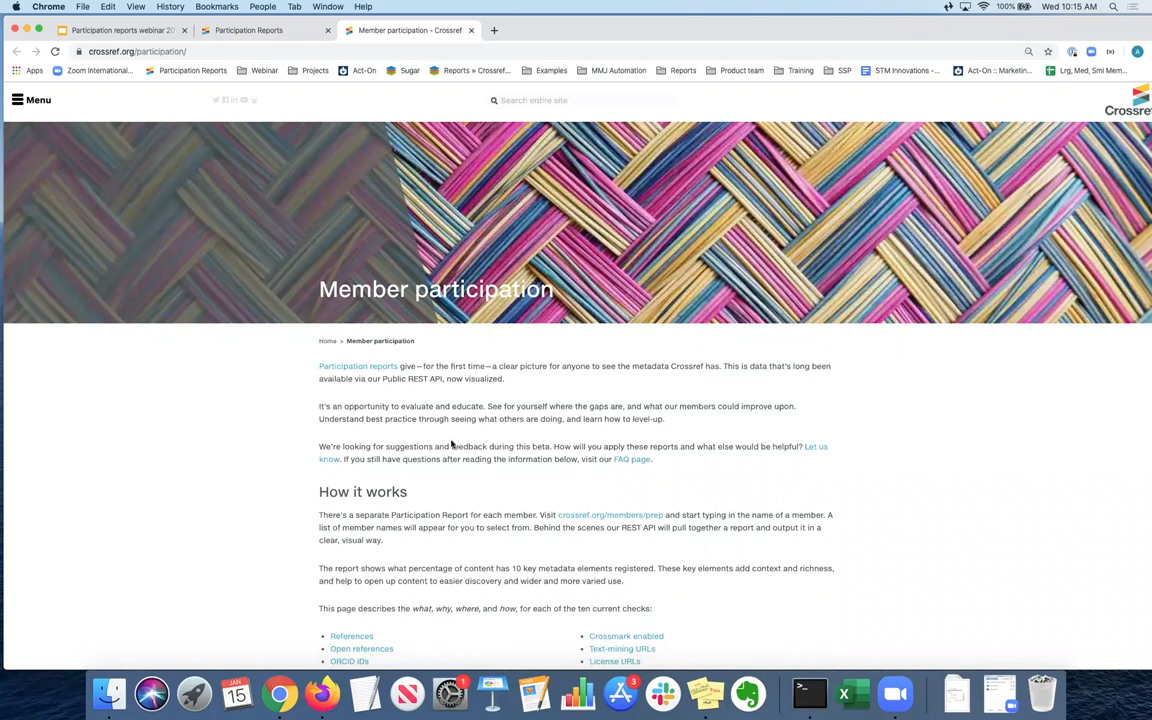 Chrome File Edit View History Bookmarks People Tab Window Help 100% Wed 10:15 AM
Participation reports webinar 20 Participation Reports Member participation - Crossref
crossref.org/participation/ A
Apps Zoom International... Participation Reports Webinar Projects Act-On Sugar Reports » Crossref... Examples MMJ Automation Reports Product team Training SSP STM Innovations -... Act-On :: Marketin... Lrg, Med, Sml Mem...
Menu Search entire site Crossref
Member participation
Home > Member participation
Participation reports give—for the first time—a clear picture for anyone to see the metadata Crossref has. This is data that's long been
available via our Public REST API, now visualized.
It's an opportunity to evaluate and educate. See for yourself where the gaps are, and what our members could improve upon.
Understand best practice through seeing what others are doing, and learn how to level-up.
We're looking for suggestions and feedback during this beta. How will you apply these reports and what else would be helpful? Let us
know. If you still have questions after reading the information below, visit our FAQ page.
How it works
There's a separate Participation Report for each member. Visit crossref.org/members/prep and start typing in the name of a member. A
list of member names will appear for you to select from. Behind the scenes our REST API will pull together a report and output it in a
clear, visual way.
The report shows what percentage of content has 10 key metadata elements registered. These key elements add context and richness,
and help to open up content to easier discovery and wider and more varied use.
This page describes the what, why, where, and how, for each of the ten current checks:
• References
• Open references
• ORCID iDs
• Crossmark enabled
• Text-mining URLs
• License URLs
JAN
15
1
3